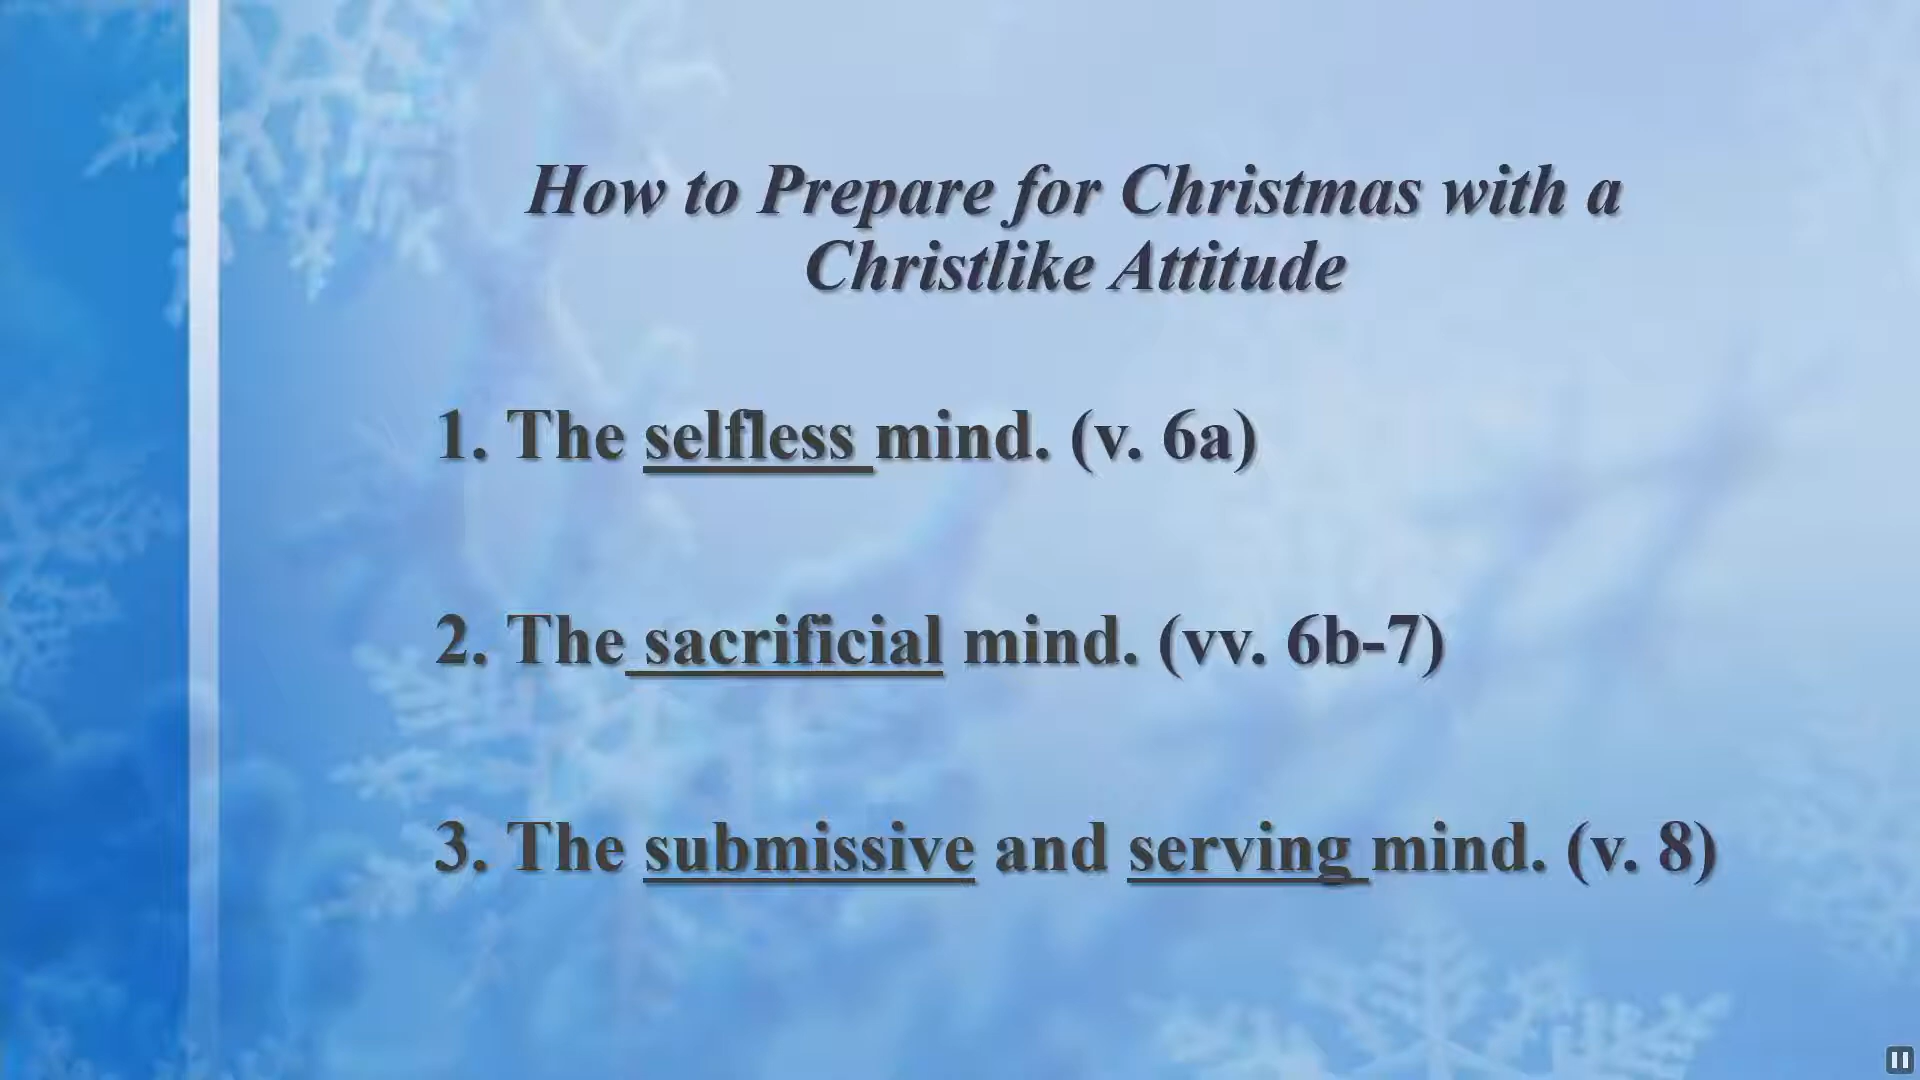 How to Prepare for Christmas with a
Christlike Attitude
1. The selfless mind. (v. 6a)
2. The sacrificial mind. (vv. 6b-7)
3. The submissive and serving mind. (v. 8)